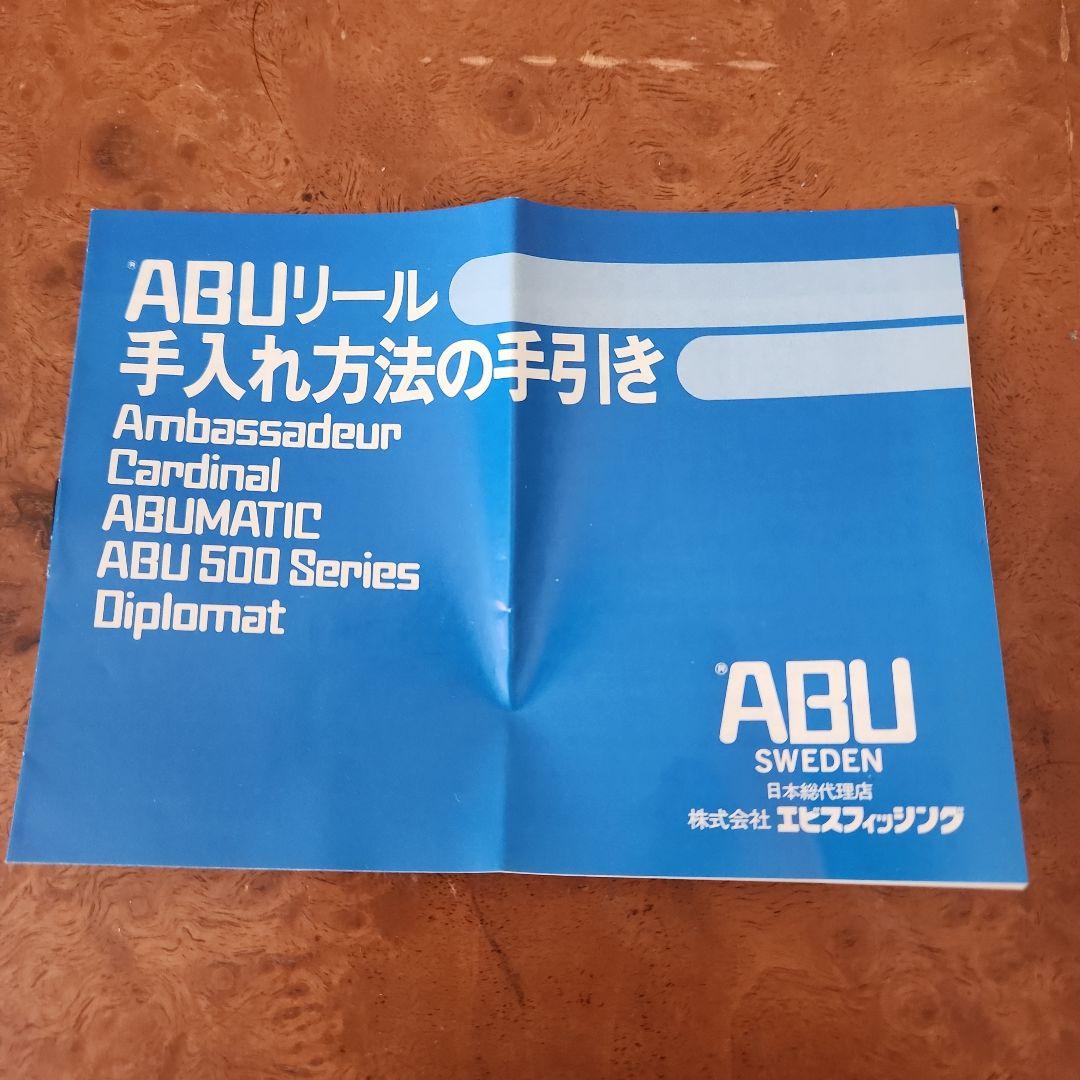 ®ABUリール
手入れ方法の手引き
Ambassadeur
Cardinal
ABUMATIC
ABU 500 Series
Diplomat
®ABU
SWEDEN
日本総代理店
株式会社 エビスフィッシング